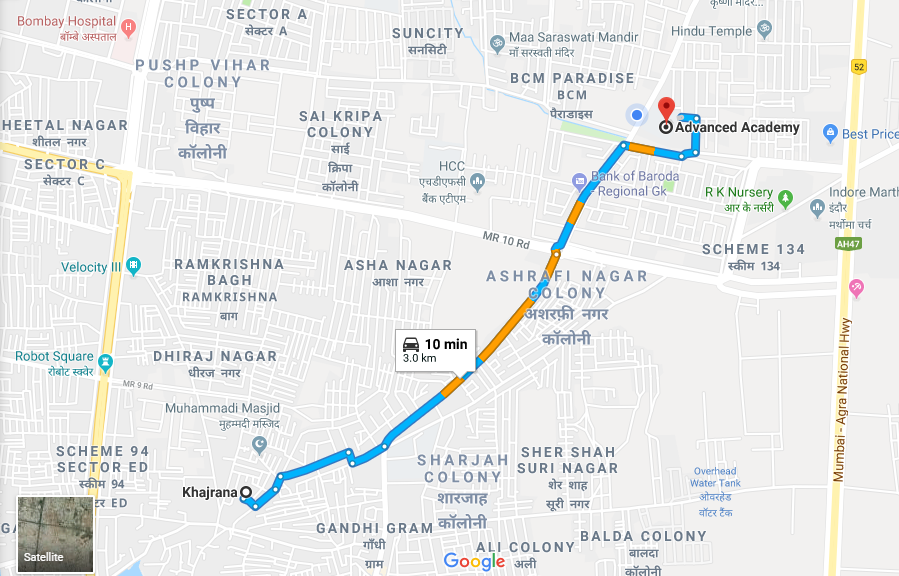 Bombay Hospital
बॉम्बे अस्पताल
SECTOR A
सेक्टर A
SUNCITY
सनसिटी
Maa Saraswati Mandir
माँ सरस्वती मंदिर
कृष्णा मंदिर...
Hindu Temple
52
PUSHP VIHAR
COLONY
पुष्प
विहार
कॉलोनी
BCM PARADISE
BCM
पैराडाइस
SAI KRIPA
COLONY
साई
क्रिपा
कॉलोनी
HEETAL NAGAR
शीतल नगर
SECTOR C
सेक्टर C
Advanced Academy
Best Price
HCC
एचडीएफसी
बैंक एटीएम
Bank of Baroda
- Regional Gk
R K Nursery
आर के नर्सरी
Indore Marth
इंदौर
मर्थोमा चर्च
MR 10 Rd
AH47
SCHEME 134
स्कीम 134
Velocity III
RAMKRISHNA
BAGH
RAMKRISHNA
बाग
ASHA NAGAR
आशा नगर
ASHRAFI NAGAR
COLONY
अशरफ़ी नगर
कॉलोनी
10 min
3.0 km
Robot Square
रोबोट स्क्वेर
DHIRAJ NAGAR
धीरज नगर
MR 9 Rd
Mumbai - Agra National Hwy
Muhammadi Masjid
मुहम्मदी मस्जिद
SCHEME 94
SECTOR ED
स्कीम 94
टर ED
SHARJAH
COLONY
शारजाह
कॉलोनी
SHER SHAH
SURI NAGAR
शेर शाह
सूरी नगर
Overhead
Water Tank
ओवरहेड
वॉटर टैंक
Khajrana
GANDHI GRAM
गाँधी
ग्राम
BALDA COLONY
बालदा
कॉलोनी
ALI COLONY
अली
Satellite
Google